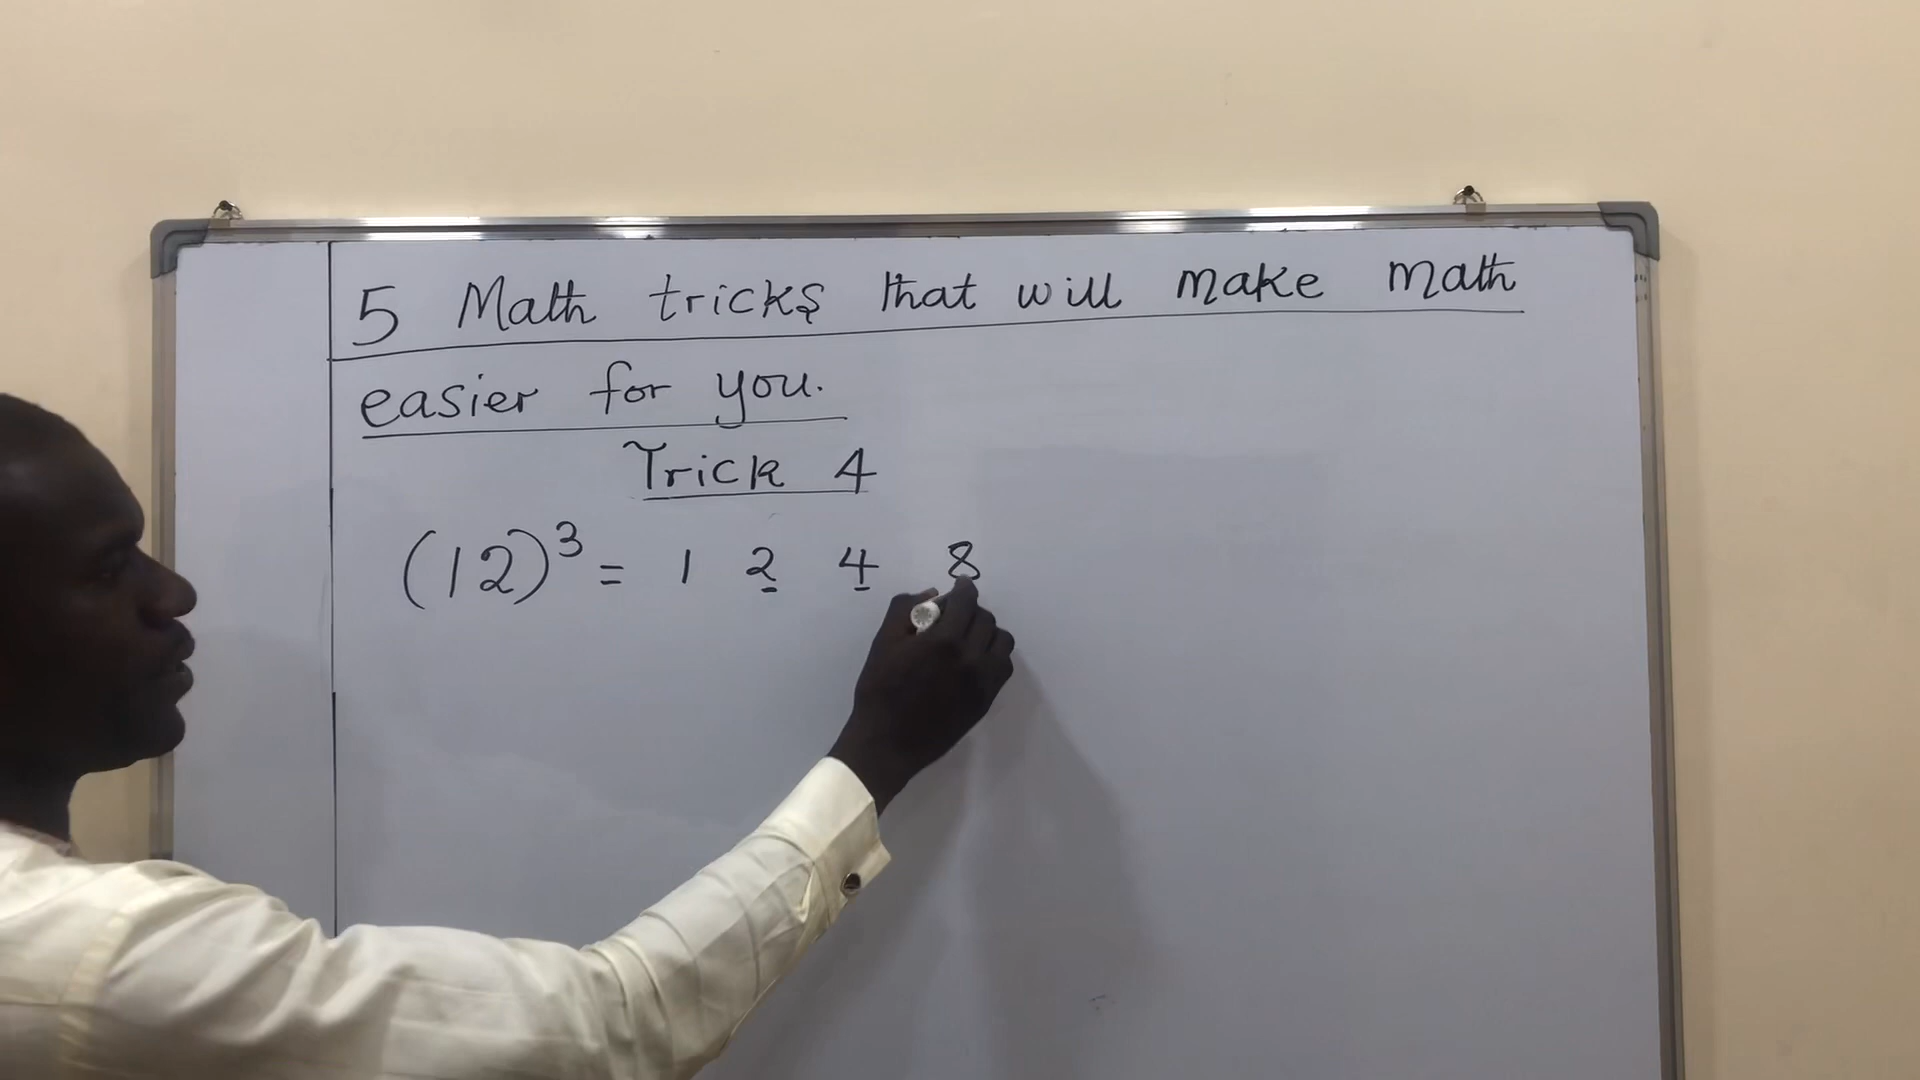 5 Math tricks that will make math
easier for you.
Trick 4
(12)³ = 1 2 4 8